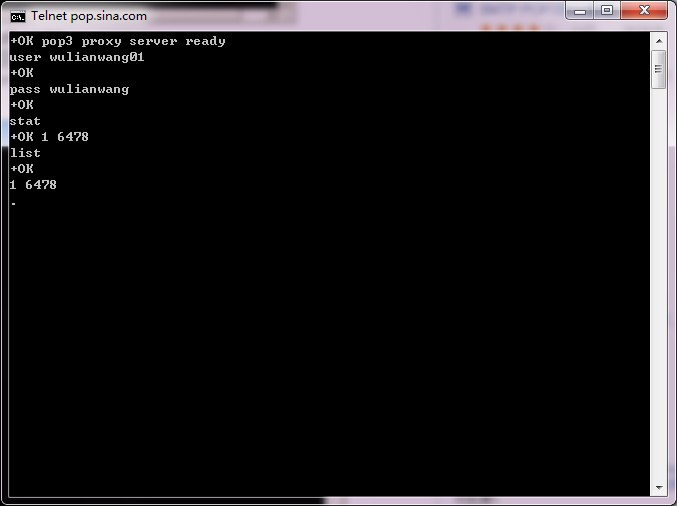 Telnet pop.sina.com
+OK pop3 proxy server ready
user wulianwang01
+OK
pass wulianwang
+OK
stat
+OK 1 6478
list
+OK
1 6478
.